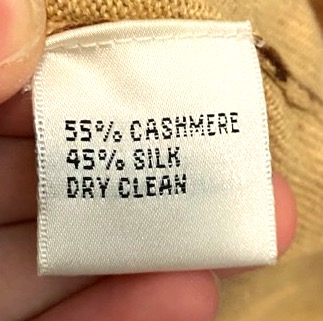 55% CASHMERE
45% SILK
DRY CLEAN